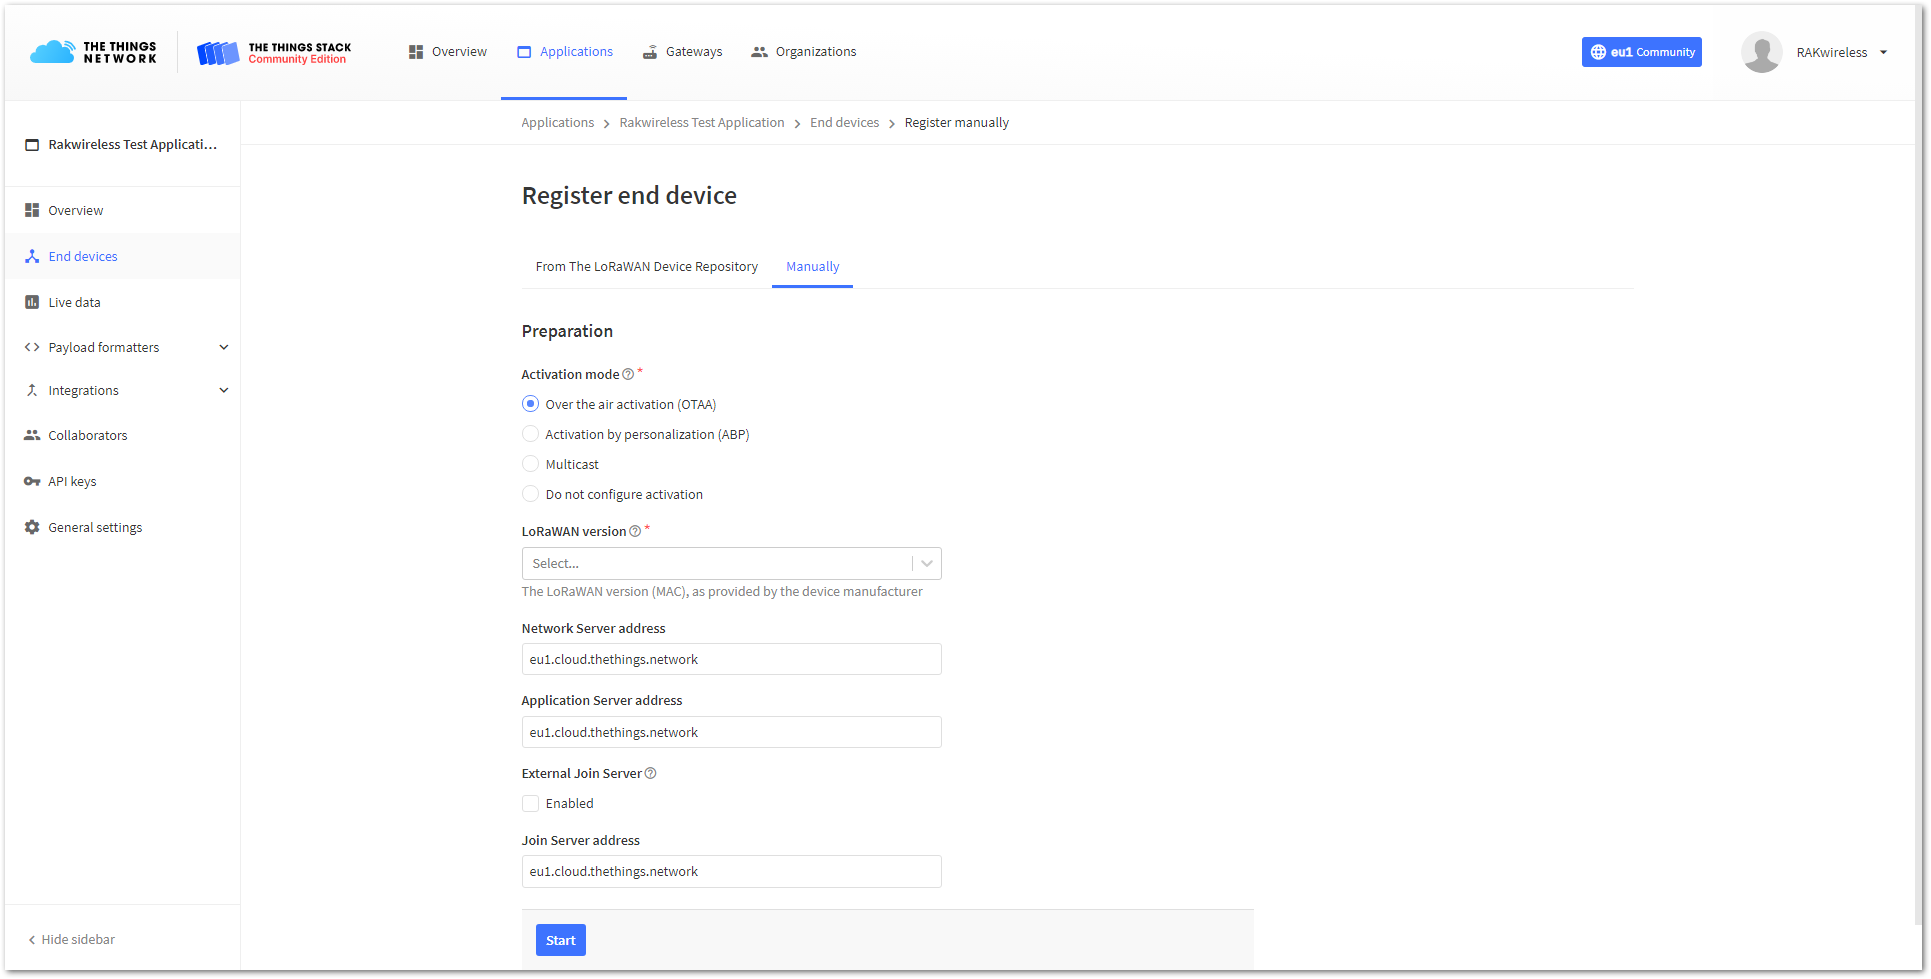 THE THINGS
NETWORK
THE THINGS STACK
Community Edition
Overview
Applications
Gateways
Organizations
eu1 Community
RAKwireless
Applications > Rakwireless Test Application > End devices > Register manually
Rakwireless Test Applicati...
Overview
End devices
Live data
Payload formatters
Integrations
Collaborators
API keys
General settings
Hide sidebar
Register end device
From The LoRaWAN Device Repository
Manually
Preparation
Activation mode ? *
Over the air activation (OTAA)
Activation by personalization (ABP)
Multicast
Do not configure activation
LoRaWAN version ? *
Select...
The LoRaWAN version (MAC), as provided by the device manufacturer
Network Server address
eu1.cloud.thethings.network
Application Server address
eu1.cloud.thethings.network
External Join Server ?
Enabled
Join Server address
eu1.cloud.thethings.network
Start